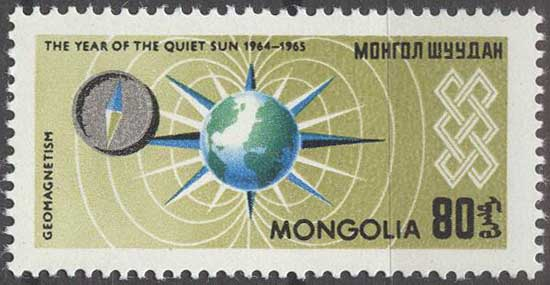 THE YEAR OF THE QUIET SUN 1964–1965
МОНГОЛ ШУУДАН
GEOMAGNETISM
MONGOLIA 80